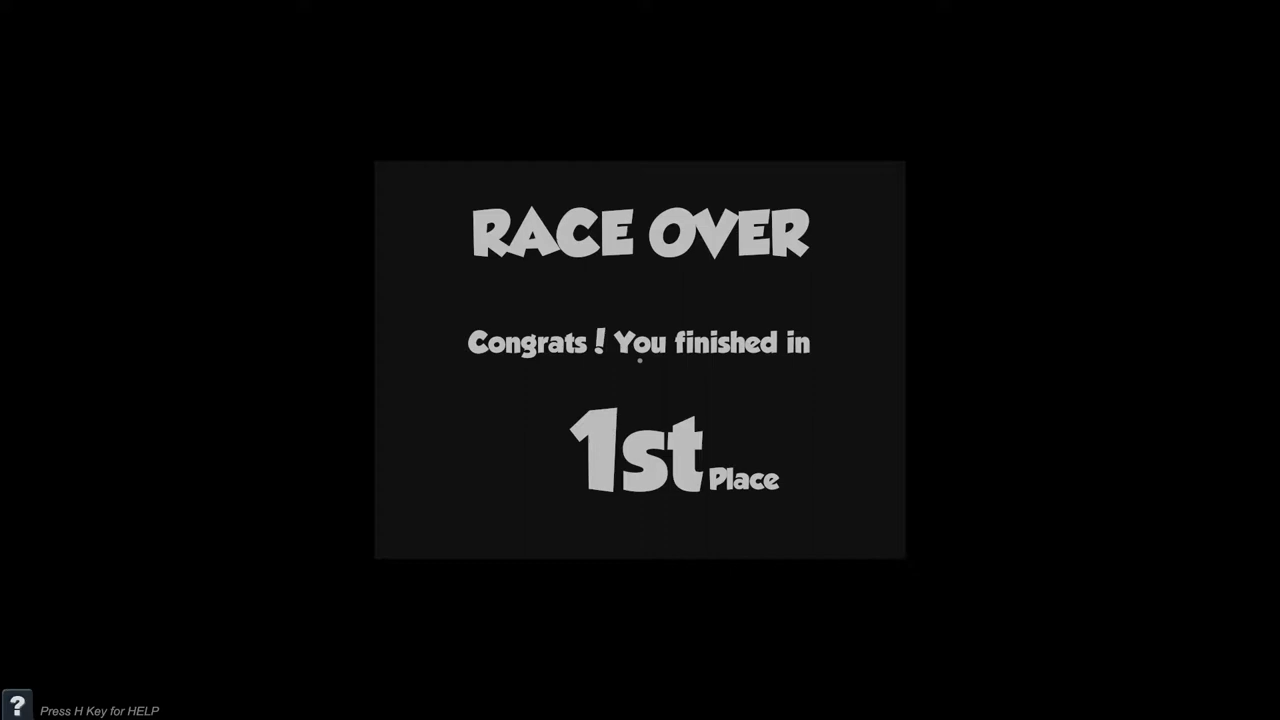 RACE OVER
Congrats! You finished in
1st Place
? Press H Key for HELP